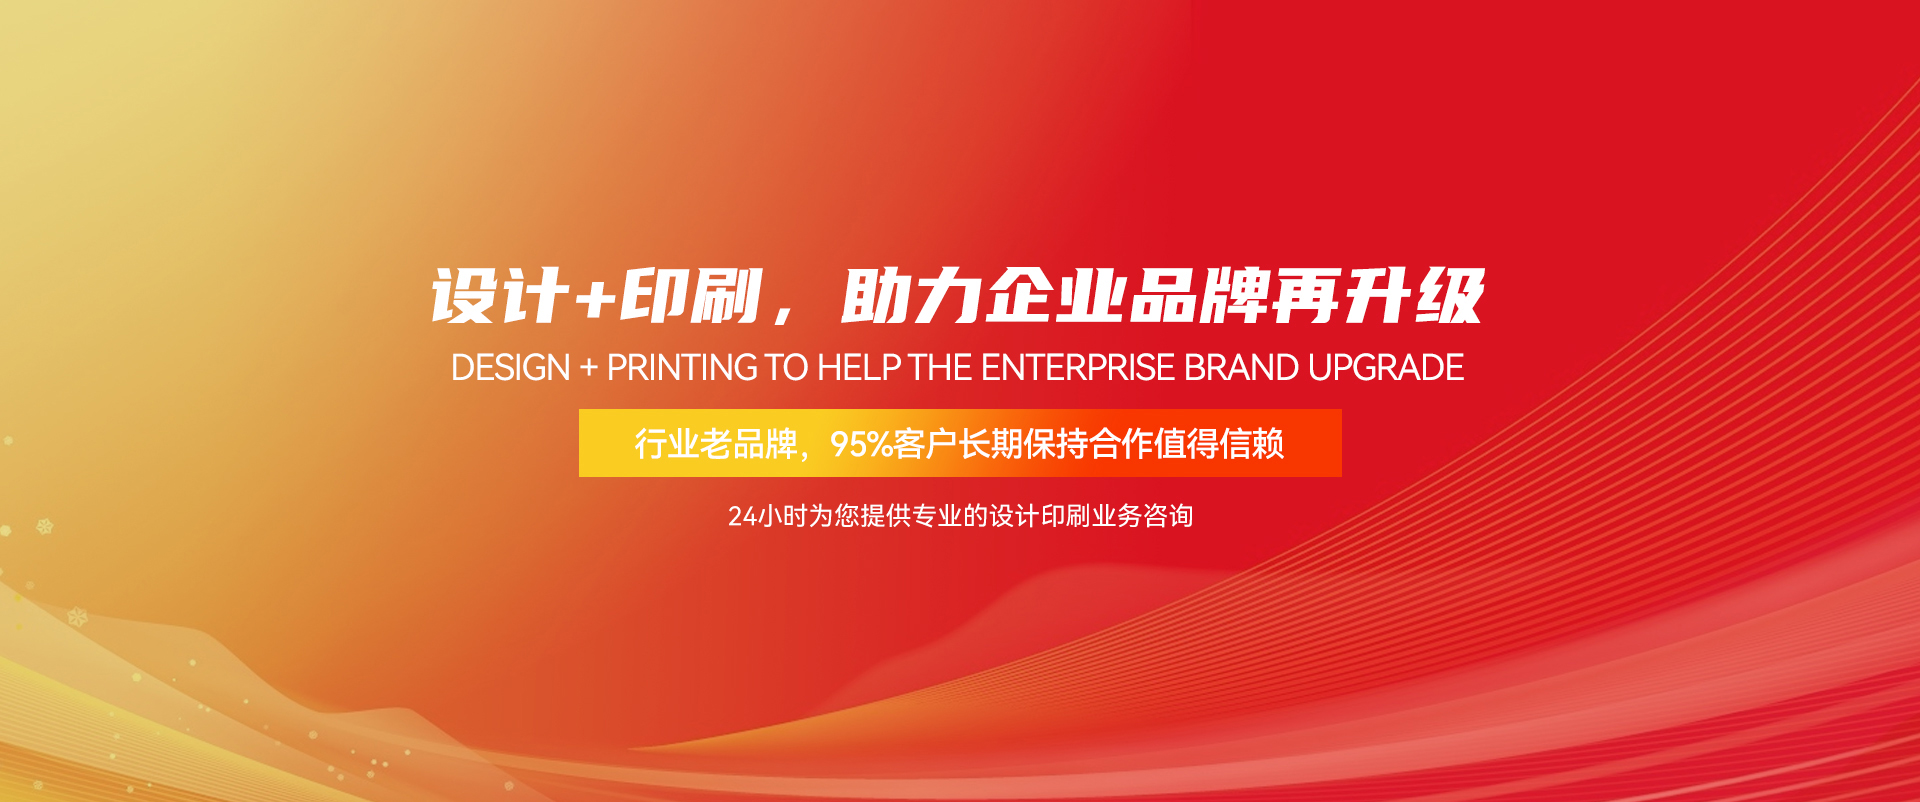 设计+印刷，助力企业品牌再升级
DESIGN + PRINTING TO HELP THE ENTERPRISE BRAND UPGRADE
行业老品牌，95%客户长期保持合作值得信赖
24小时为您提供专业的设计印刷业务咨询